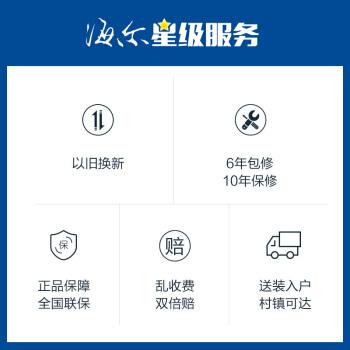 海尔星级服务
以旧换新
6年包修
10年保修
保
正品保障
全国联保
赔
乱收费
双倍赔
送装入户
村镇可达